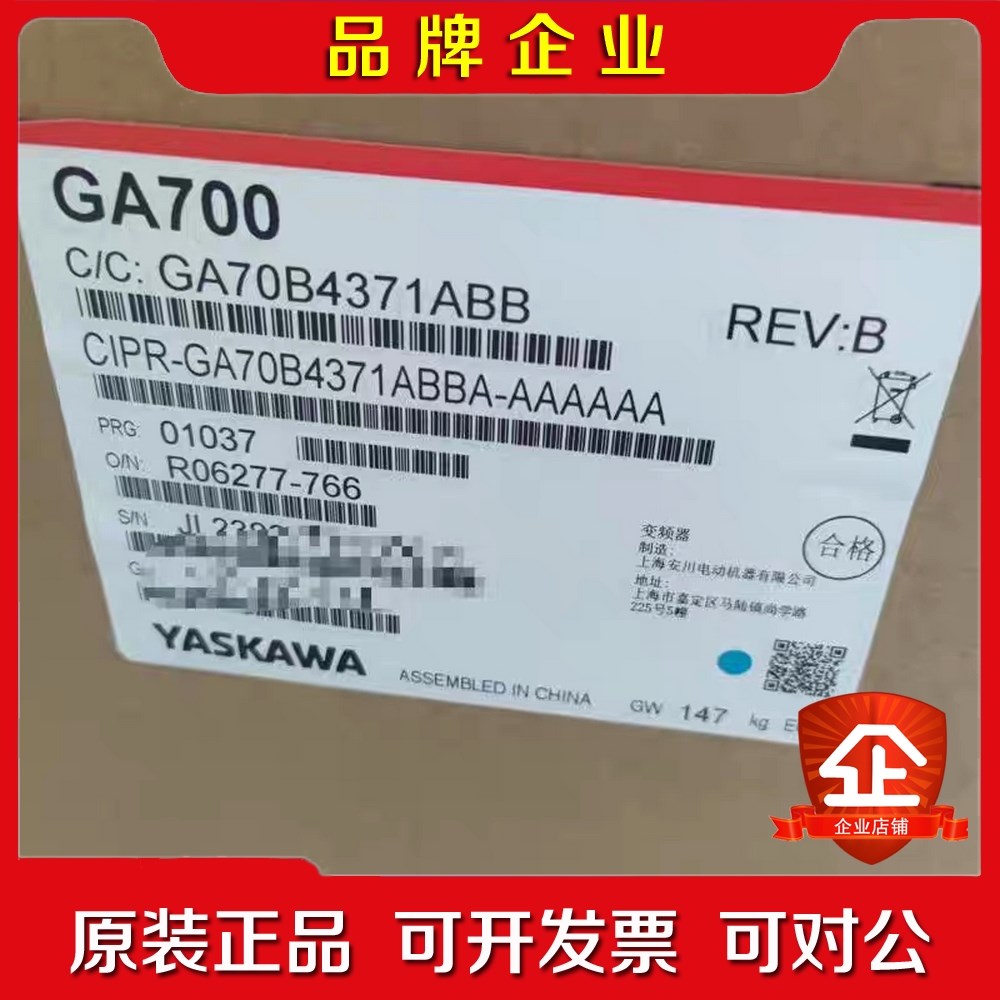 品牌企业
GA700
C/C: GA70B4371ABB
REV:B
CIPR-GA70B4371ABBA-AAAAAA
PRG: 01037
O/N: R06277-766
S/N
变频器
制造:
上海安川电动机器有限公司
地址:
上海市嘉定区马陆镇尚学路
225号5幢
合格
YASKAWA
ASSEMBLED IN CHINA
GW 147 kg
企
企业店铺
原装正品 可开发票 可对公